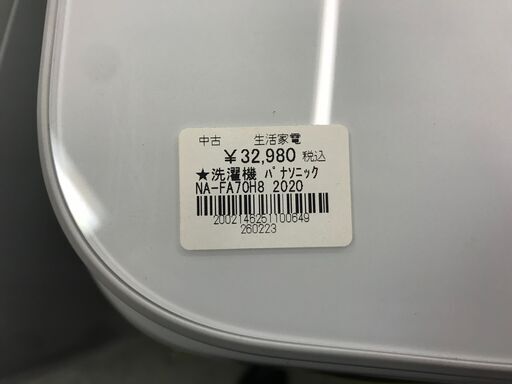 中古 生活家電
¥32,980 税込
★洗濯機 ﾊﾟﾅｿﾆｯｸ
NA-FA70H8 2020
2002146251100649
260223